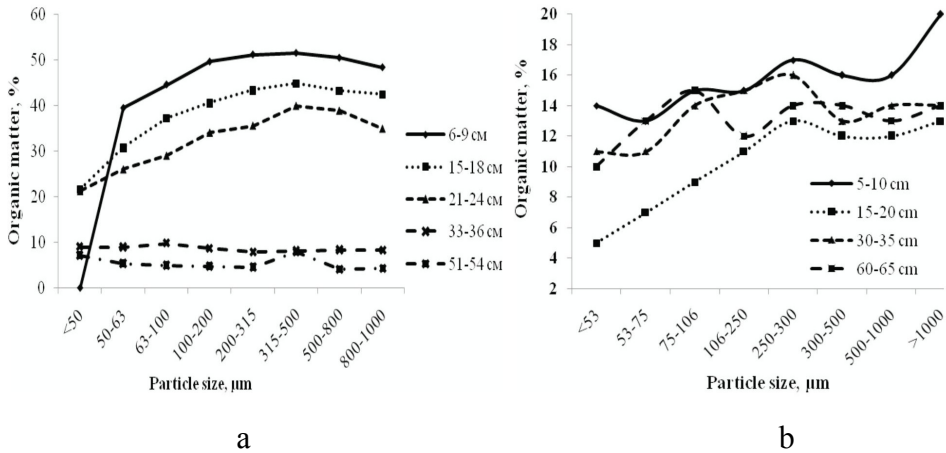 Organic matter, %
60
50
40
30
20
10
0
<50
50-63
63-100
100-200
200-315
315-500
500-800
800-1000
Particle size, µm
6-9 см
15-18 см
21-24 см
33-36 см
51-54 см
a
Organic matter, %
20
18
16
14
12
10
8
6
4
2
<53
53-75
75-106
106-250
250-300
300-500
500-1000
>1000
Particle size, µm
5-10 cm
15-20 cm
30-35 cm
60-65 cm
b